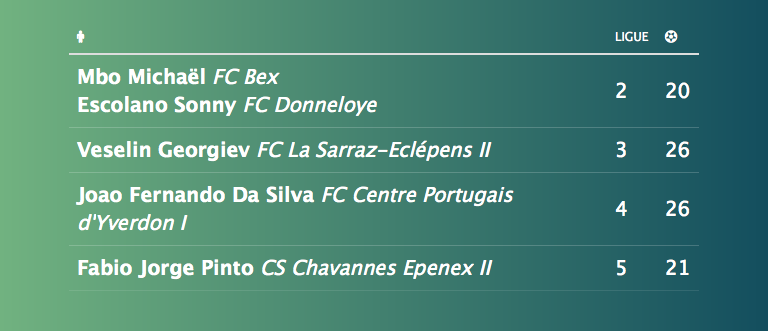 LIGUE
Mbo Michaël FC Bex
Escolano Sonny FC Donneloye
2 20
Veselin Georgiev FC La Sarraz-Eclépens II 3 26
Joao Fernando Da Silva FC Centre Portugais
d'Yverdon I
4 26
Fabio Jorge Pinto CS Chavannes Epenex II 5 21